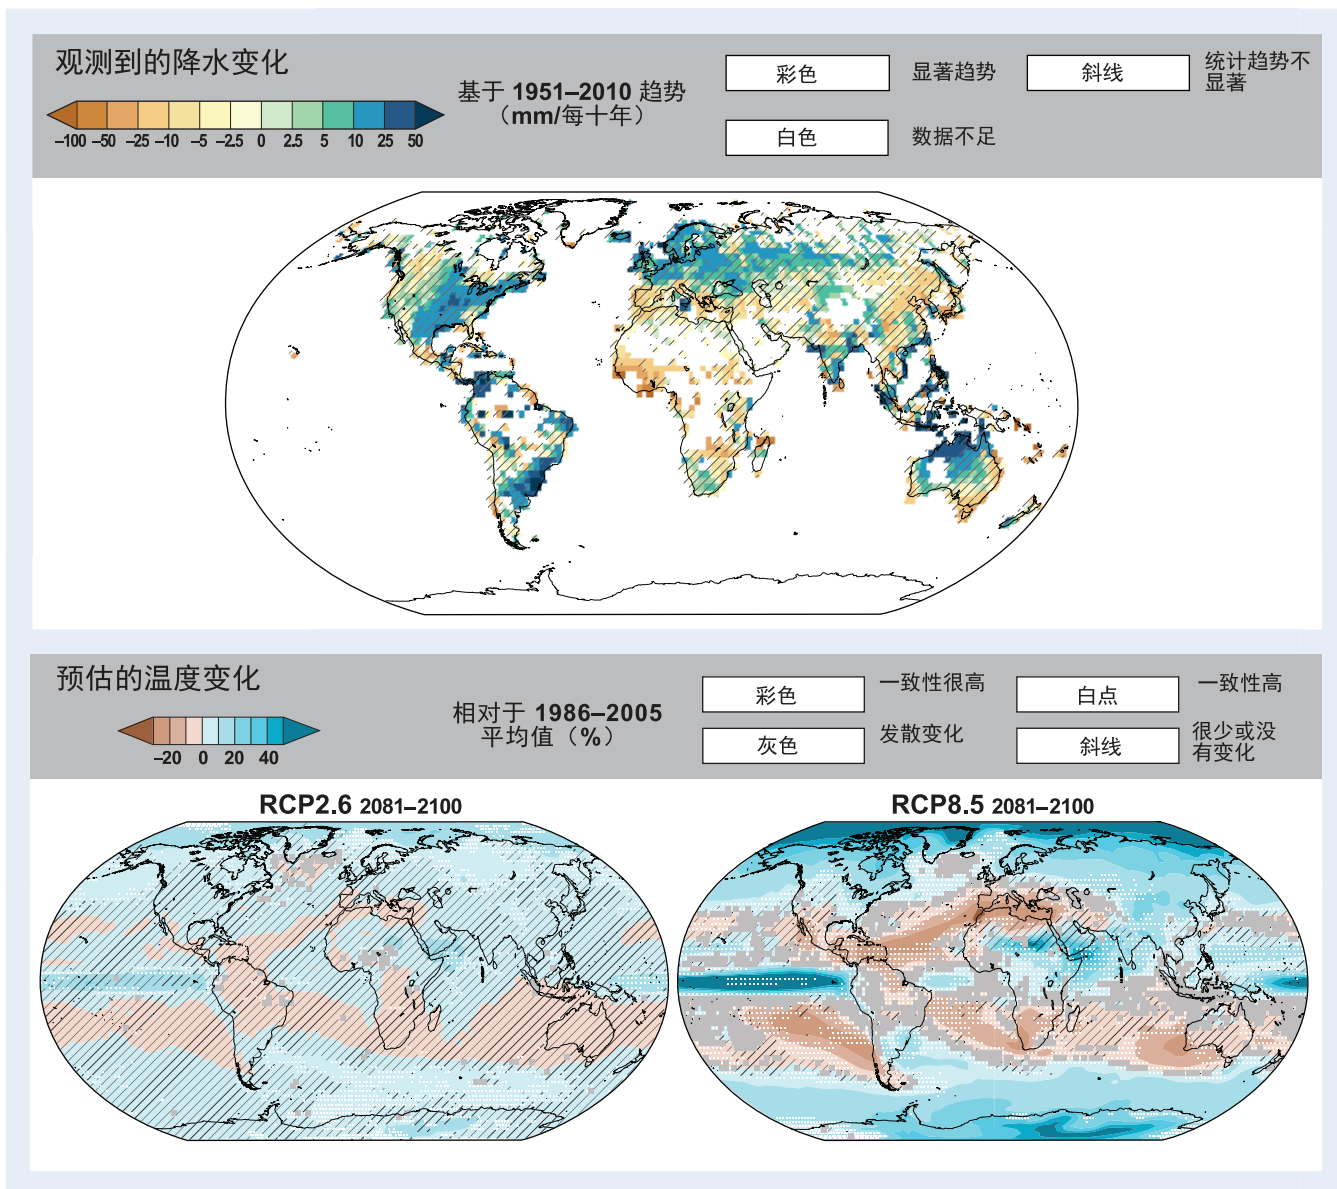 观测到的降水变化
基于 1951–2010 趋势
（mm/每十年）
–100 –50 –25 –10 –5 –2.5 0 2.5 5 10 25 50
彩色
显著趋势
斜线
统计趋势不
显著
白色
数据不足
预估的温度变化
相对于 1986–2005
平均值（%）
–20 0 20 40
彩色
一致性很高
白点
一致性高
灰色
发散变化
斜线
很少或没
有变化
RCP2.6 2081–2100
RCP8.5 2081–2100